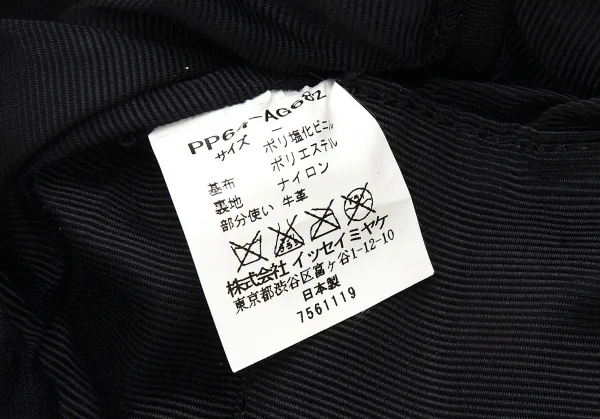 サイズ －
ポリ塩化ビニル
基布 ポリエステル
裏地 ナイロン
部分使い 牛革
株式会社 イッセイミヤケ
東京都渋谷区富ヶ谷1-12-10
日本製
7561119